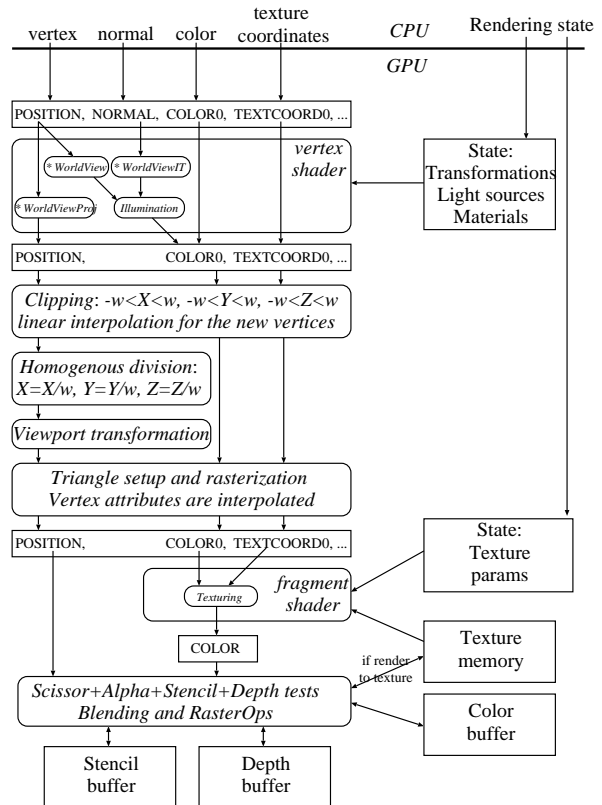 texture
vertex normal color coordinates CPU Rendering state
GPU
POSITION, NORMAL, COLOR0, TEXTCOORD0, ...
vertex
shader
* WorldView * WorldViewIT
* WorldViewProj Illumination
State:
Transformations
Light sources
Materials
POSITION, COLOR0, TEXTCOORD0, ...
Clipping: -w<X<w, -w<Y<w, -w<Z<w
linear interpolation for the new vertices
Homogenous division:
X=X/w, Y=Y/w, Z=Z/w
Viewport transformation
Triangle setup and rasterization
Vertex attributes are interpolated
POSITION, COLOR0, TEXTCOORD0, ...
State:
Texture
params
fragment
shader
Texturing
COLOR
Texture
memory
if render
to texture
Scissor+Alpha+Stencil+Depth tests
Blending and RasterOps
Color
buffer
Stencil
buffer
Depth
buffer